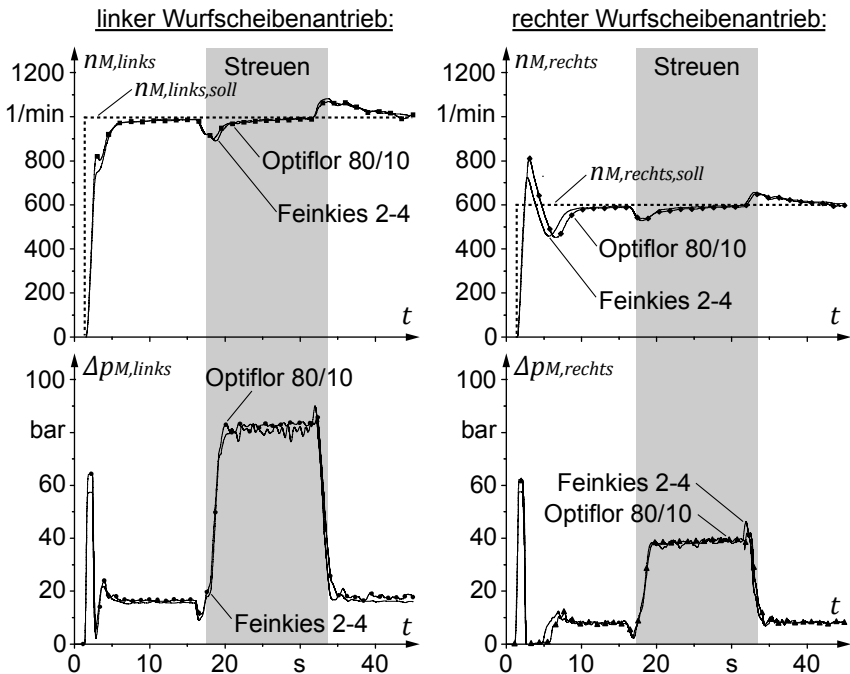 linker Wurfscheibenantrieb:
rechter Wurfscheibenantrieb:
nM,links
Streuen
1200
nM,links,soll
1/min
800
600
400
200
0
Optiflor 80/10
Feinkies 2-4
t
nM,rechts
Streuen
1200
1/min
800
600
400
200
0
nM,rechts,soll
Optiflor 80/10
Feinkies 2-4
t
ΔpM,links
100
bar
60
40
20
0
Optiflor 80/10
Feinkies 2-4
t
0 10 20 s 40
ΔpM,rechts
100
bar
60
40
20
0
Feinkies 2-4
Optiflor 80/10
t
0 10 20 s 40